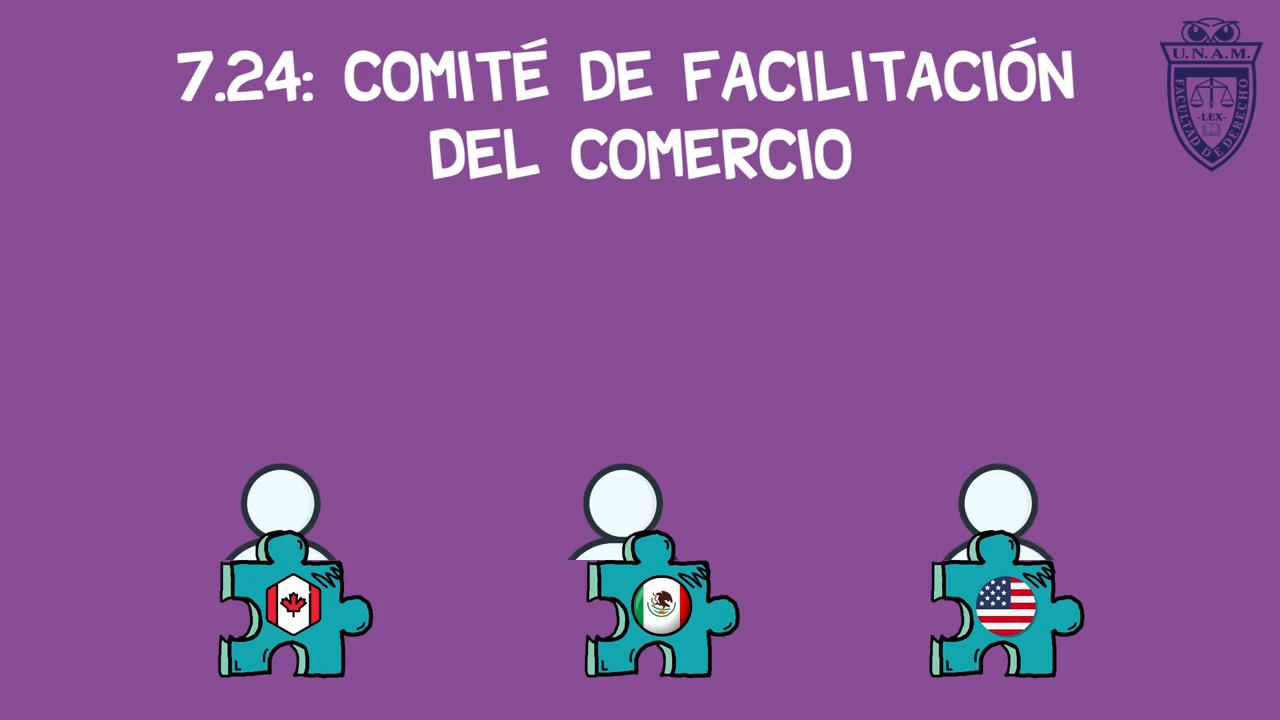 7.24: COMITÉ DE FACILITACIÓN
DEL COMERCIO
U.N.A.M.
FACULTAD DE DERECHO
-LEX-